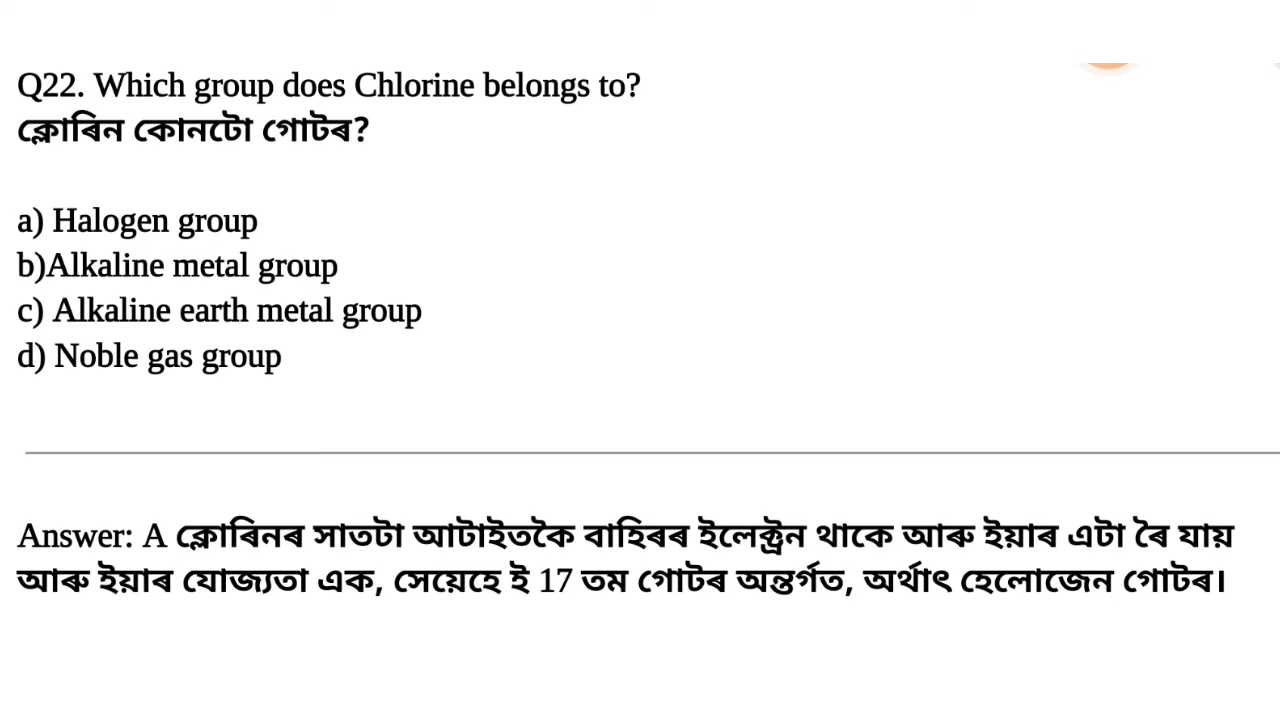 Q22. Which group does Chlorine belongs to?
ক্লোৰিন কোনটো গোটৰ?
a) Halogen group
b)Alkaline metal group
c) Alkaline earth metal group
d) Noble gas group
Answer: A ক্লোৰিনৰ সাতটা আটাইতকৈ বাহিৰৰ ইলেক্ট্ৰন থাকে আৰু ইয়াৰ এটা ৰৈ যায়
আৰু ইয়াৰ যোজ্যতা এক, সেয়েহে ই 17 তম গোটৰ অন্তৰ্গত, অৰ্থাৎ হেলোজেন গোটৰ।